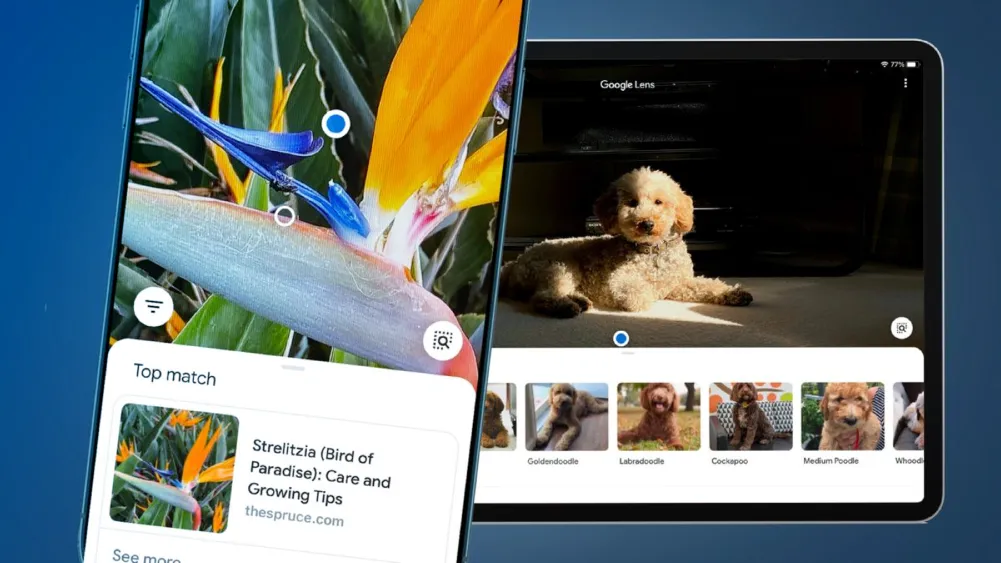 Top match
Strelitzia (Bird of
Paradise): Care and
Growing Tips
thespruce.com
See more
77%
Google Lens
Goldendoodle
Labradoodle
Cockapoo
Medium Poodle
Whoodl